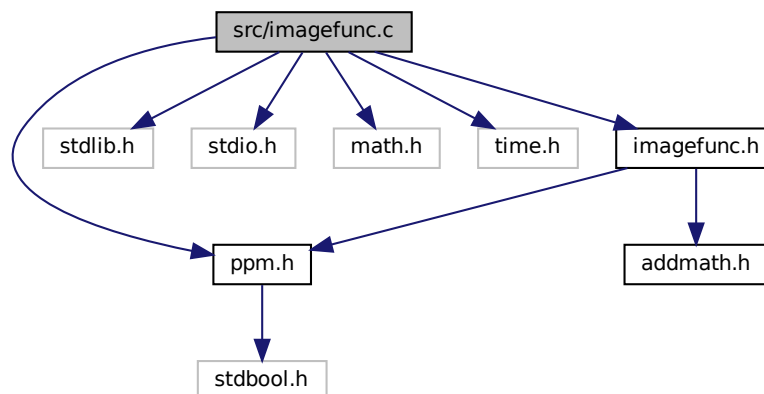 src/imagefunc.c
stdlib.h
stdio.h
math.h
time.h
imagefunc.h
ppm.h
addmath.h
stdbool.h